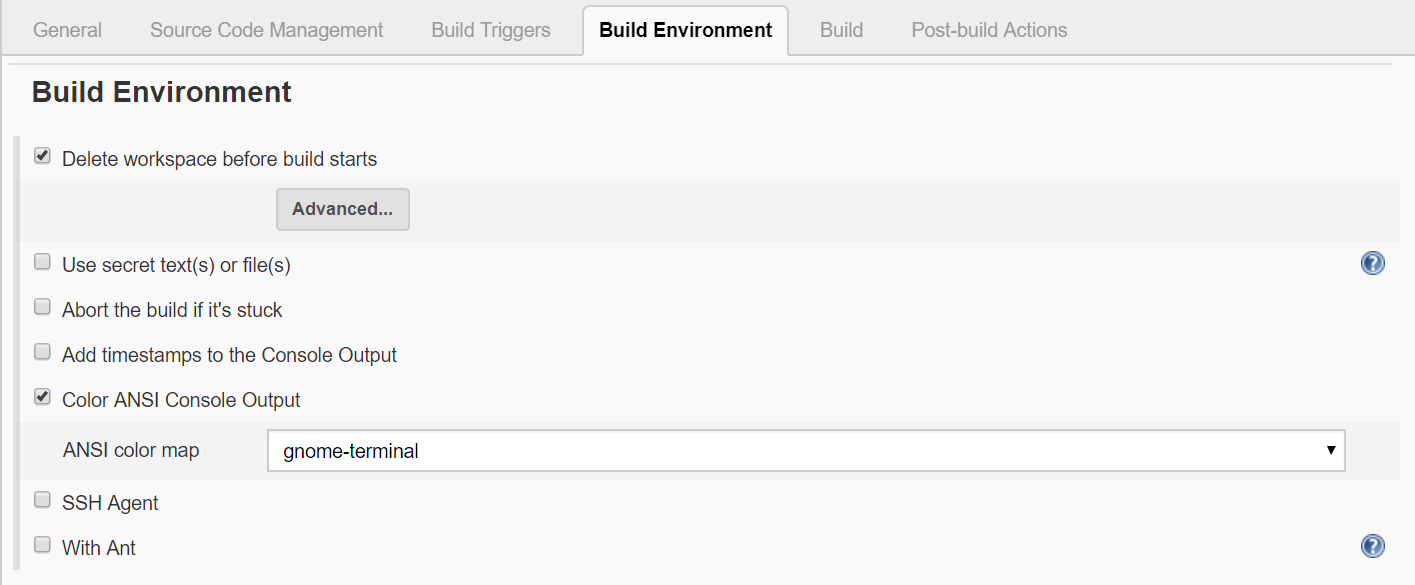 General Source Code Management Build Triggers Build Environment Build Post-build Actions
Build Environment
Delete workspace before build starts
Advanced...
Use secret text(s) or file(s)
Abort the build if it's stuck
Add timestamps to the Console Output
Color ANSI Console Output
ANSI color map gnome-terminal
SSH Agent
With Ant